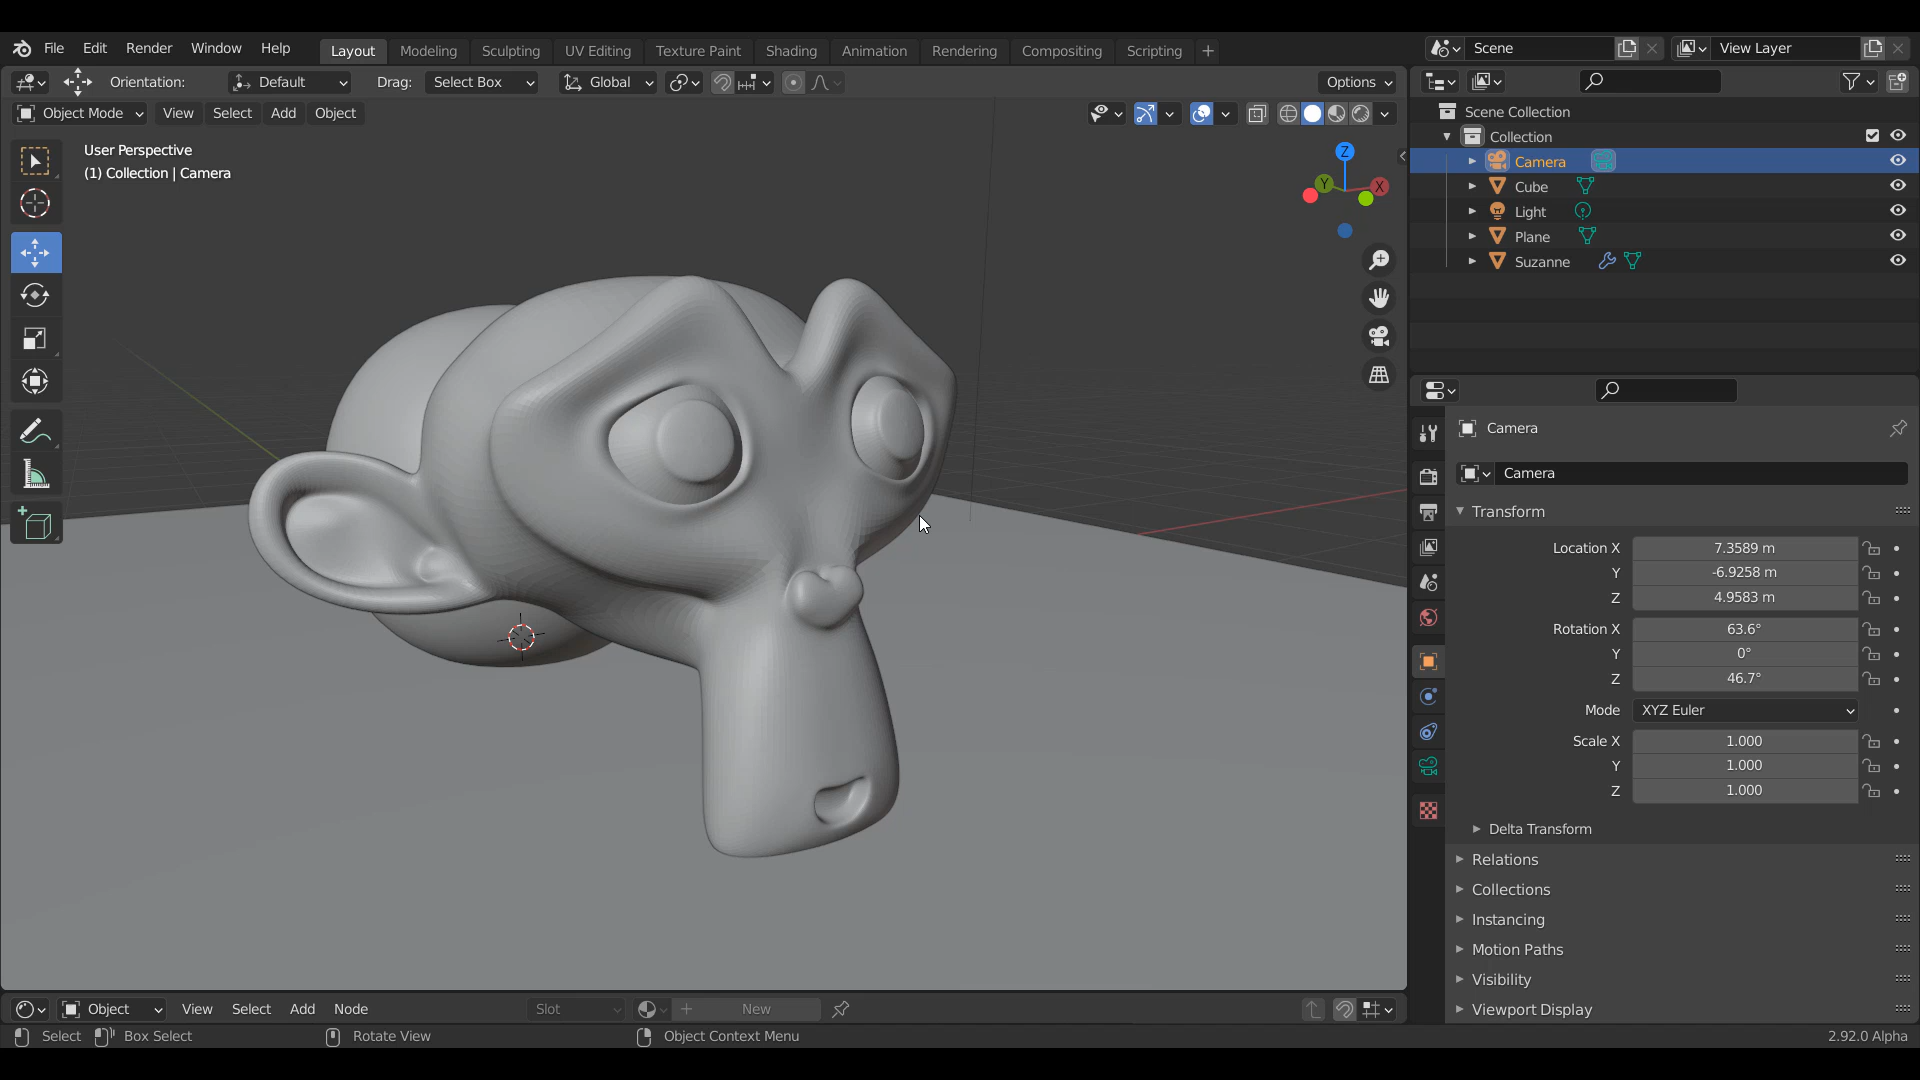 File Edit Render Window Help Layout Modeling Sculpting UV Editing Texture Paint Shading Animation Rendering Compositing Scripting + Scene View Layer
Orientation: Default Drag: Select Box Global Options
Object Mode View Select Add Object
User Perspective
(1) Collection | Camera
Z
Y X
Scene Collection
Collection
Camera
Cube
Light
Plane
Suzanne
Camera
Camera
Transform
Location X 7.3589 m
Y -6.9258 m
Z 4.9583 m
Rotation X 63.6°
Y 0°
Z 46.7°
Mode XYZ Euler
Scale X 1.000
Y 1.000
Z 1.000
Delta Transform
Relations
Collections
Instancing
Motion Paths
Visibility
Viewport Display
Object View Select Add Node Slot + New
Select Box Select Rotate View Object Context Menu 2.92.0 Alpha